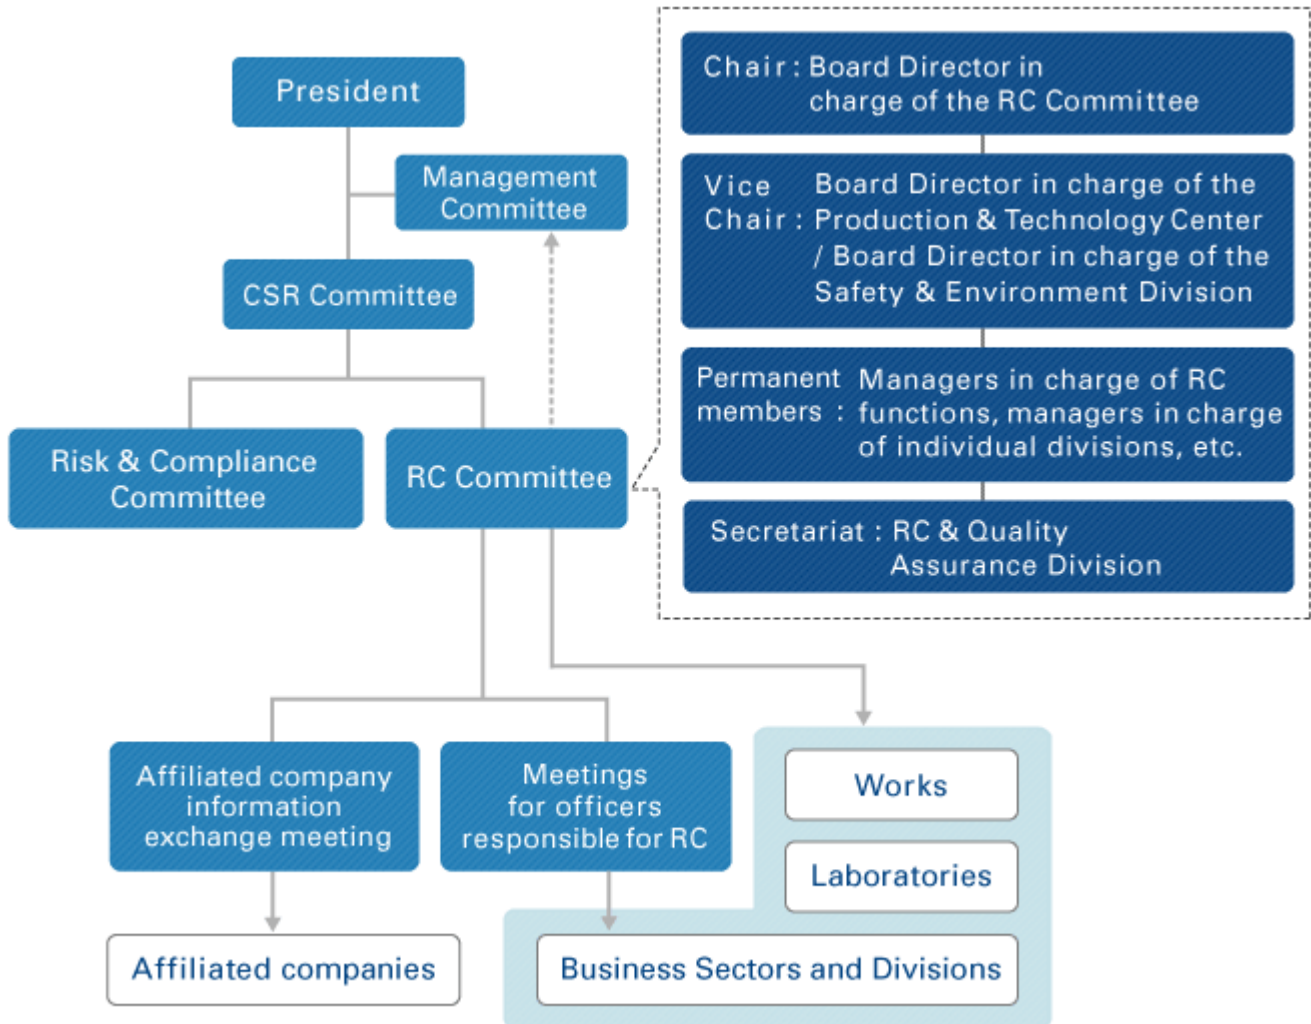 President
Management
Committee
CSR Committee
Risk & Compliance
Committee
RC Committee
Chair : Board Director in
charge of the RC Committee
Vice Board Director in charge of the
Chair : Production & Technology Center
/ Board Director in charge of the
Safety & Environment Division
Permanent Managers in charge of RC
members : functions, managers in charge
of individual divisions, etc.
Secretariat : RC & Quality
Assurance Division
Affiliated company
information
exchange meeting
Meetings
for officers
responsible for RC
Works
Laboratories
Affiliated companies
Business Sectors and Divisions